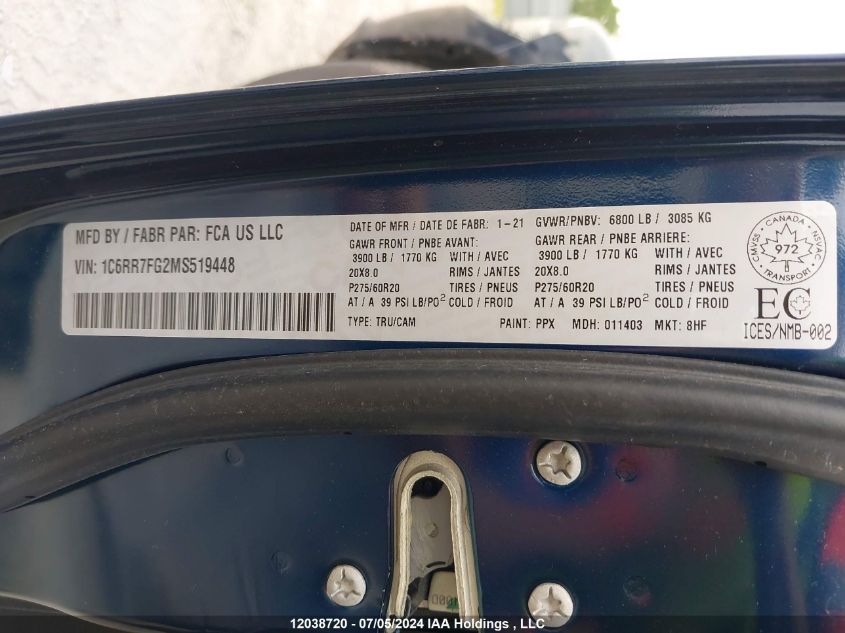 MFD BY / FABR PAR: FCA US LLC
VIN: 1C6RR7FG2MS519448
DATE OF MFR / DATE DE FABR: 1-21 GVWR/PNBV: 6800 LB / 3085 KG
GAWR FRONT / PNBE AVANT: GAWR REAR / PNBE ARRIERE:
3900 LB / 1770 KG WITH / AVEC 3900 LB / 1770 KG WITH / AVEC
20X8.0 RIMS / JANTES 20X8.0 RIMS / JANTES
P275/60R20 TIRES / PNEUS P275/60R20 TIRES / PNEUS
AT / A 39 PSI LB/PO² COLD / FROID AT / A 39 PSI LB/PO² COLD / FROID
TYPE: TRU/CAM PAINT: PPX MDH: 011403 MKT: 8HF
CANADA
CMVSS 972 NSVAC
TRANSPORT
EC
ICES/NMB-002
12038720 - 07/05/2024 IAA Holdings , LLC